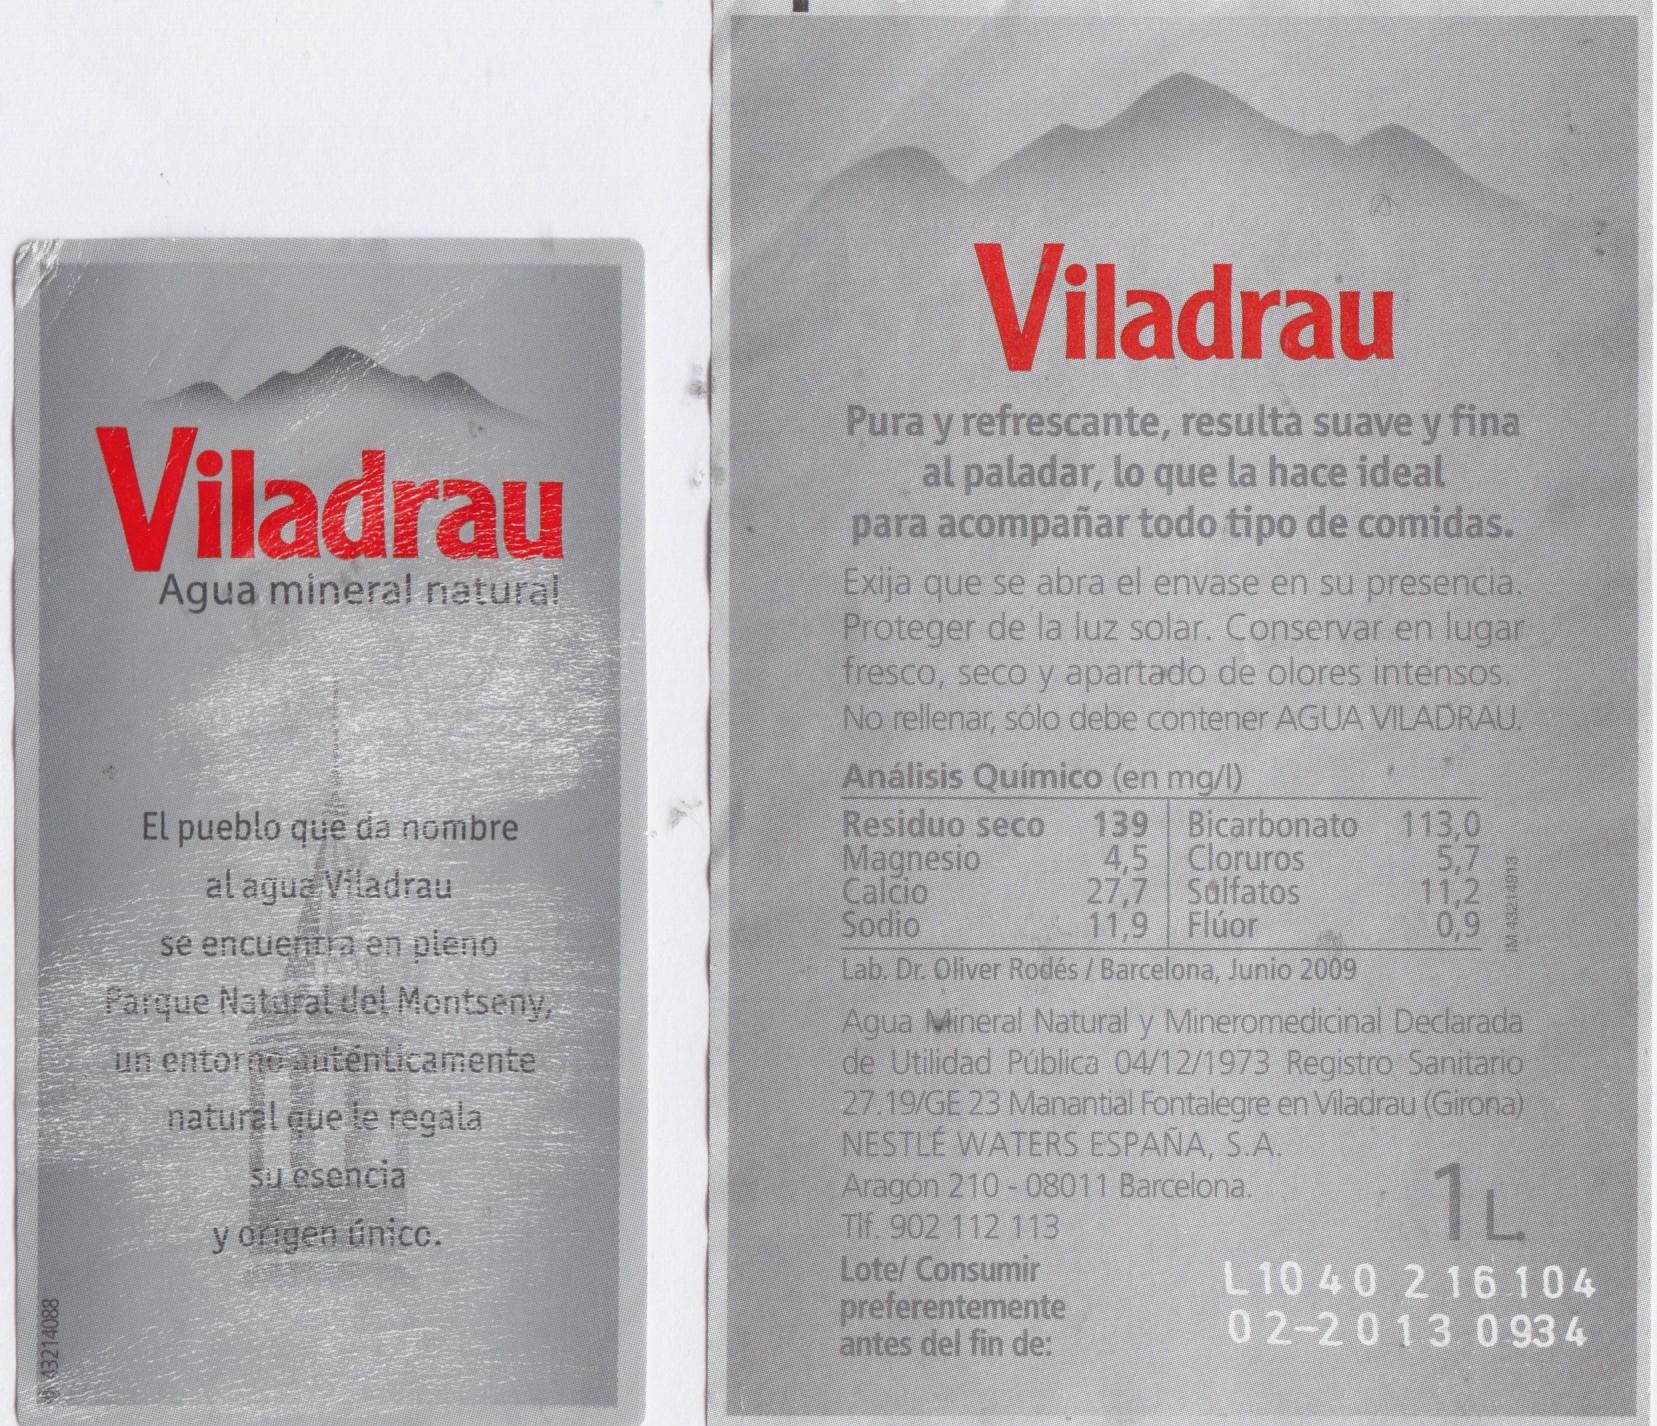 Viladrau
Agua mineral natural
El pueblo que da nombre
al agua Viladrau
se encuentra en pleno
Parque Natural del Montseny,
un entorno auténticamente
natural que le regala
su esencia
y origen único.
43214088
Viladrau
Pura y refrescante, resulta suave y fina
al paladar, lo que la hace ideal
para acompañar todo tipo de comidas.
Exija que se abra el envase en su presencia.
Proteger de la luz solar. Conservar en lugar
fresco, seco y apartado de olores intensos.
No rellenar, sólo debe contener AGUA VILADRAU.
Análisis Químico (en mg/l)
Residuo seco 139 Bicarbonato 113,0
Magnesio 4,5 Cloruros 5,7
Calcio 27,7 Sulfatos 11,2
Sodio 11,9 Flúor 0,9
IM 43214913
Lab. Dr. Oliver Rodés / Barcelona, Junio 2009
Agua Mineral Natural y Mineromedicinal Declarada
de Utilidad Pública 04/12/1973 Registro Sanitario
27.19/GE 23 Manantial Fontalegre en Viladrau (Girona)
NESTLÉ WATERS ESPAÑA, S.A.
Aragón 210 - 08011 Barcelona.
Tlf. 902 112 113
1 L.
Lote/ Consumir
preferentemente
antes del fin de:
L1040216104
02-2013 0934